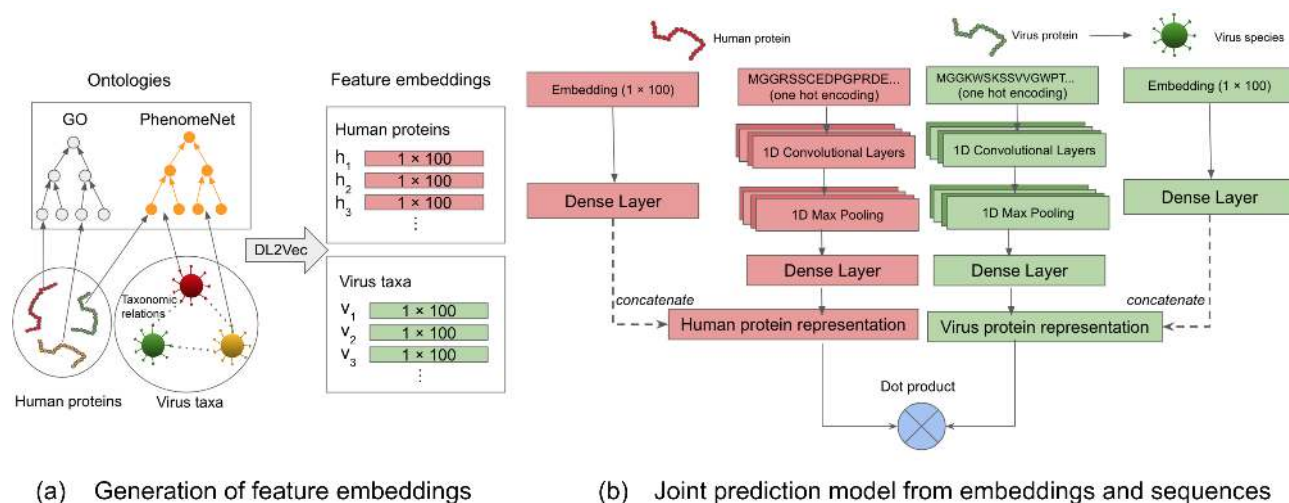 Ontologies
GO
PhenomeNet
Taxonomic
relations
Human proteins
Virus taxa
DL2Vec
Feature embeddings
Human proteins
h1 1 × 100
h2 1 × 100
h3 1 × 100
⋮
Virus taxa
v1 1 × 100
v2 1 × 100
v3 1 × 100
⋮
(a) Generation of feature embeddings
Human protein
Virus protein
Virus species
Embedding (1 × 100)
MGGRSSCEDPGPRDE...
(one hot encoding)
MGGKWSKSSVVGWPT...
(one hot encoding)
Embedding (1 × 100)
1D Convolutional Layers
1D Convolutional Layers
Dense Layer
1D Max Pooling
1D Max Pooling
Dense Layer
Dense Layer
Dense Layer
concatenate
concatenate
Human protein representation
Virus protein representation
Dot product
(b) Joint prediction model from embeddings and sequences